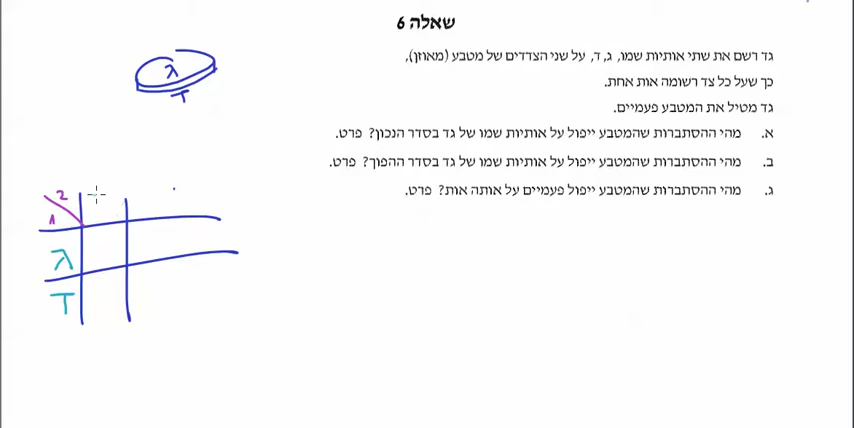 שאלה 6
גד רשם את שתי אותיות שמו, ג, ד, על שני הצדדים של מטבע (מאוזן),
כך שעל כל צד רשומה אות אחת.
גד מטיל את המטבע פעמיים.
א. מהי ההסתברות שהמטבע ייפול על אותיות שמו של גד בסדר הנכון? פרט.
ב. מהי ההסתברות שהמטבע ייפול על אותיות שמו של גד בסדר ההפוך? פרט.
ג. מהי ההסתברות שהמטבע ייפול פעמיים על אותה אות? פרט.
ג
ד
2
1
ג
ד